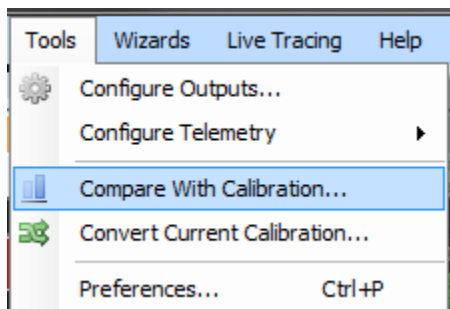 Tools Wizards Live Tracing Help
Configure Outputs...
Configure Telemetry
Compare With Calibration...
Convert Current Calibration...
Preferences... Ctrl+P